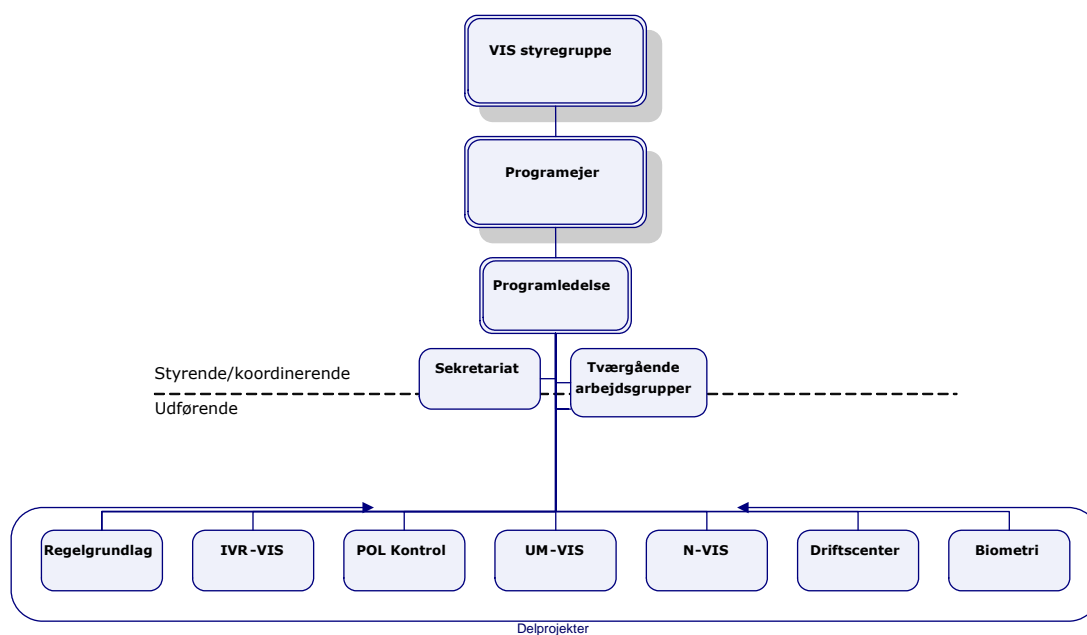 VIS styregruppe
Programejer
Programledelse
Sekretariat
Tværgående
arbejdsgrupper
Styrende/koordinerende
Udførende
Regelgrundlag
IVR-VIS
POL Kontrol
UM-VIS
N-VIS
Driftscenter
Biometri
Delprojekter